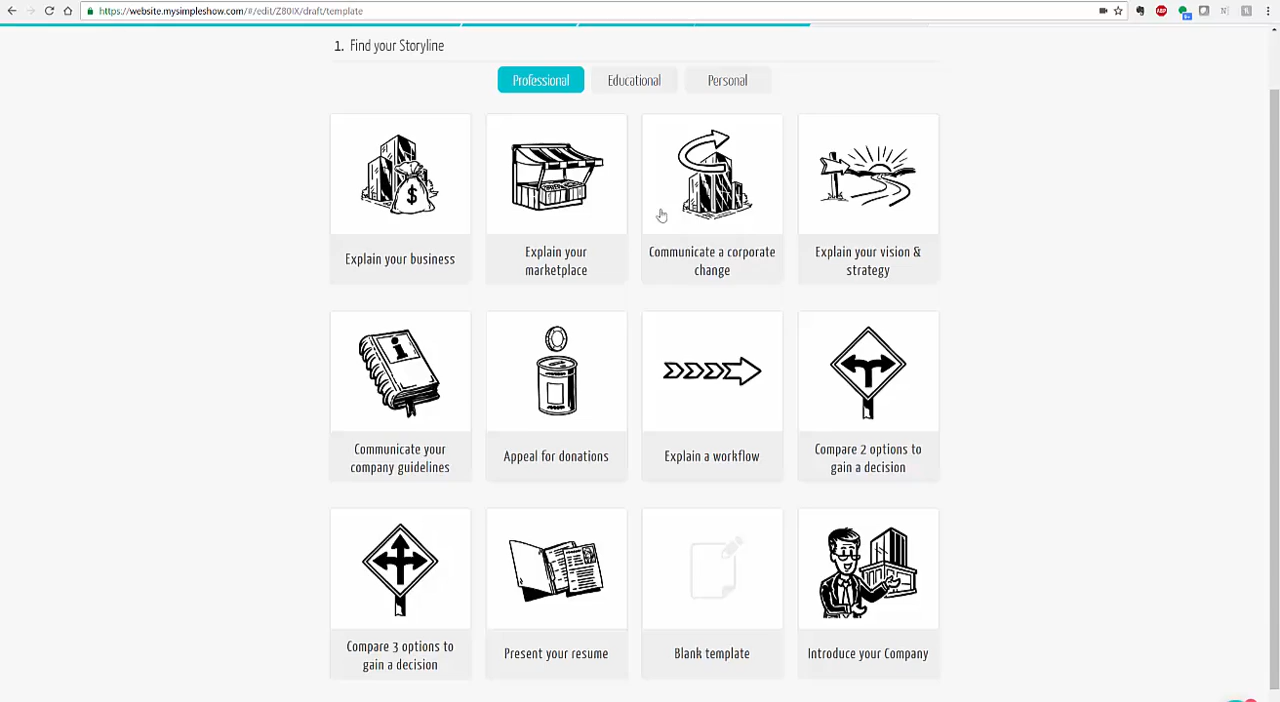 https://website.mysimpleshow.com/#/edit/Z80IX/draft/template
1. Find your Storyline
Professional
Educational
Personal
Explain your business
Explain your
marketplace
Communicate a corporate
change
Explain your vision &
strategy
Communicate your
company guidelines
Appeal for donations
Explain a workflow
Compare 2 options to
gain a decision
Compare 3 options to
gain a decision
Present your resume
Blank template
Introduce your Company